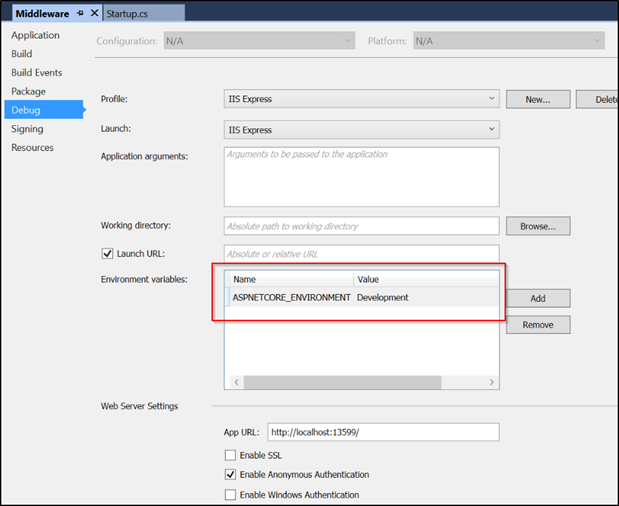 Middleware Startup.cs
Application
Build
Build Events
Package
Debug
Signing
Resources
Configuration: N/A Platform: N/A
Profile: IIS Express New... Delete
Launch: IIS Express
Application arguments: Arguments to be passed to the application
Working directory: Absolute path to working directory Browse...
Launch URL: Absolute or relative URL
Environment variables:
Name Value
ASPNETCORE_ENVIRONMENT Development
Add
Remove
Web Server Settings
App URL: http://localhost:13599/
Enable SSL
Enable Anonymous Authentication
Enable Windows Authentication